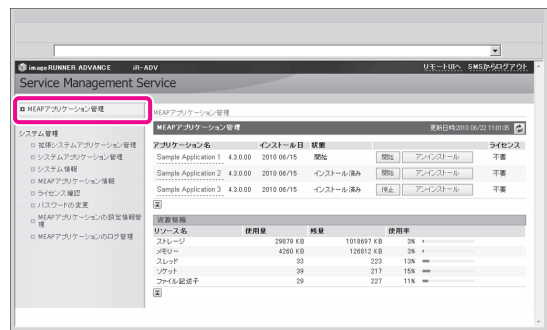 imageRUNNER ADVANCE iR-ADV リモートUIへ SMSからログアウト
Service Management Service
MEAPアプリケーション管理
システム管理
拡張システムアプリケーション管理
システムアプリケーション管理
システム情報
MEAPアプリケーション情報
ライセンス確認
パスワードの変更
MEAPアプリケーションの設定情報管
理
MEAPアプリケーションのログ管理
MEAPアプリケーション管理
MEAPアプリケーション管理 更新日時:2010 06/22 11:01:35
アプリケーション名 インストール日 状態 ライセンス
Sample Application 1 4.3.0.00 2010 06/15 開始 開始 アンインストール 不要
Sample Application 2 4.3.0.00 2010 06/15 インストール済み 開始 アンインストール 不要
Sample Application 3 4.3.0.00 2010 06/15 インストール済み 停止 アンインストール 不要
資源情報
リソース名 使用量 残量 使用率
ストレージ 29879 KB 1018697 KB 3%
メモリー 4260 KB 126812 KB 3%
スレッド 33 223 13%
ソケット 39 217 15%
ファイル記述子 29 227 11%